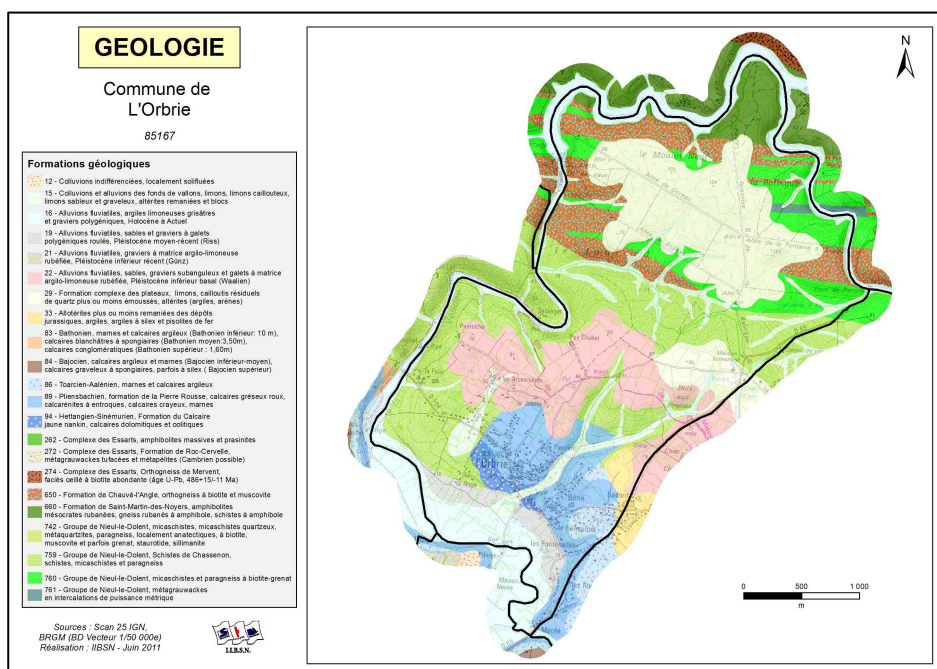 GEOLOGIE
Commune de
L'Orbrie
85167
Formations géologiques
12 - Colluvions indifférenciées, localement solifluées
15 - Colluvions et alluvions des fonds de vallons, limons, limons caillouteux,
limons sableux et graveleux, altérites remaniées et blocs
16 - Alluvions fluviatiles, argiles limoneuses grisâtres
et graviers polygéniques, Holocène à Actuel
19 - Alluvions fluviatiles, sables et graviers à galets
polygéniques roulés, Pléistocène moyen-récent (Riss)
21 - Alluvions fluviatiles, graviers à matrice argilo-limoneuse
rubéfiée, Pléistocène inférieur récent (Günz)
22 - Alluvions fluviatiles, sables, graviers subanguleux et galets à matrice
argilo-limoneuse rubéfiée, Pléistocène inférieur basal (Waalien)
29 - Formation complexe des plateaux, limons, cailloutis résiduels
de quartz plus ou moins émoussés, altérites (argiles, arènes)
33 - Allotérites plus ou moins remaniées des dépôts
jurassiques, argiles, argiles à silex et pisolites de fer
83 - Bathonien, marnes et calcaires argileux (Bathonien inférieur: 10 m),
calcaires blanchâtres à spongiaires (Bathonien moyen:3,50m),
calcaires conglomératiques (Bathonien supérieur : 1,60m)
84 - Bajocien, calcaires argileux et marnes (Bajocien inférieur-moyen),
calcaires graveleux à spongiaires, parfois à silex ( Bajocien supérieur)
86 - Toarcien-Aalénien, marnes et calcaires argileux
89 - Pliensbachien, formation de la Pierre Rousse, calcaires gréseux roux,
calcarénites à entroques, calcaires crayeux, marnes
94 - Hettangien-Sinémurien, Formation du Calcaire
jaune nankin, calcaires dolomitiques et oolitiques
262 - Complexe des Essarts, amphibolites massives et prasinites
272 - Complexe des Essarts, Formation de Roc-Cervelle,
métagrauwackes tufacées et métapélites (Cambrien possible)
274 - Complexe des Essarts, Orthogneiss de Mervent,
faciès oeillé à biotite abondante (âge U-Pb, 486+15/-11 Ma)
650 - Formation de Chauvé-l'Angle, orthogneiss à biotite et muscovite
660 - Formation de Saint-Martin-des-Noyers, amphibolites
mésocrates rubanées, gneiss rubanés à amphibole, schistes à amphibole
742 - Groupe de Nieul-le-Dolent, micaschistes, micaschistes quartzeux,
métaquartzites, paragneiss, localement anatectiques, à biotite,
muscovite et parfois grenat, staurotide, sillimanite
759 - Groupe de Nieul-le-Dolent, Schistes de Chassenon,
schistes, micaschistes et paragneiss
760 - Groupe de Nieul-le-Dolent, micaschistes et paragneiss à biotite-grenat
761 - Groupe de Nieul-le-Dolent, métagrauwackes
en intercalations de puissance métrique
Sources : Scan 25 IGN,
BRGM (BD Vecteur 1/50 000e)
Réalisation : IIBSN - Juin 2011
I.I.B.S.N.
N
le Moulin Neuf
l'Orbrie
0 500 1 000
m